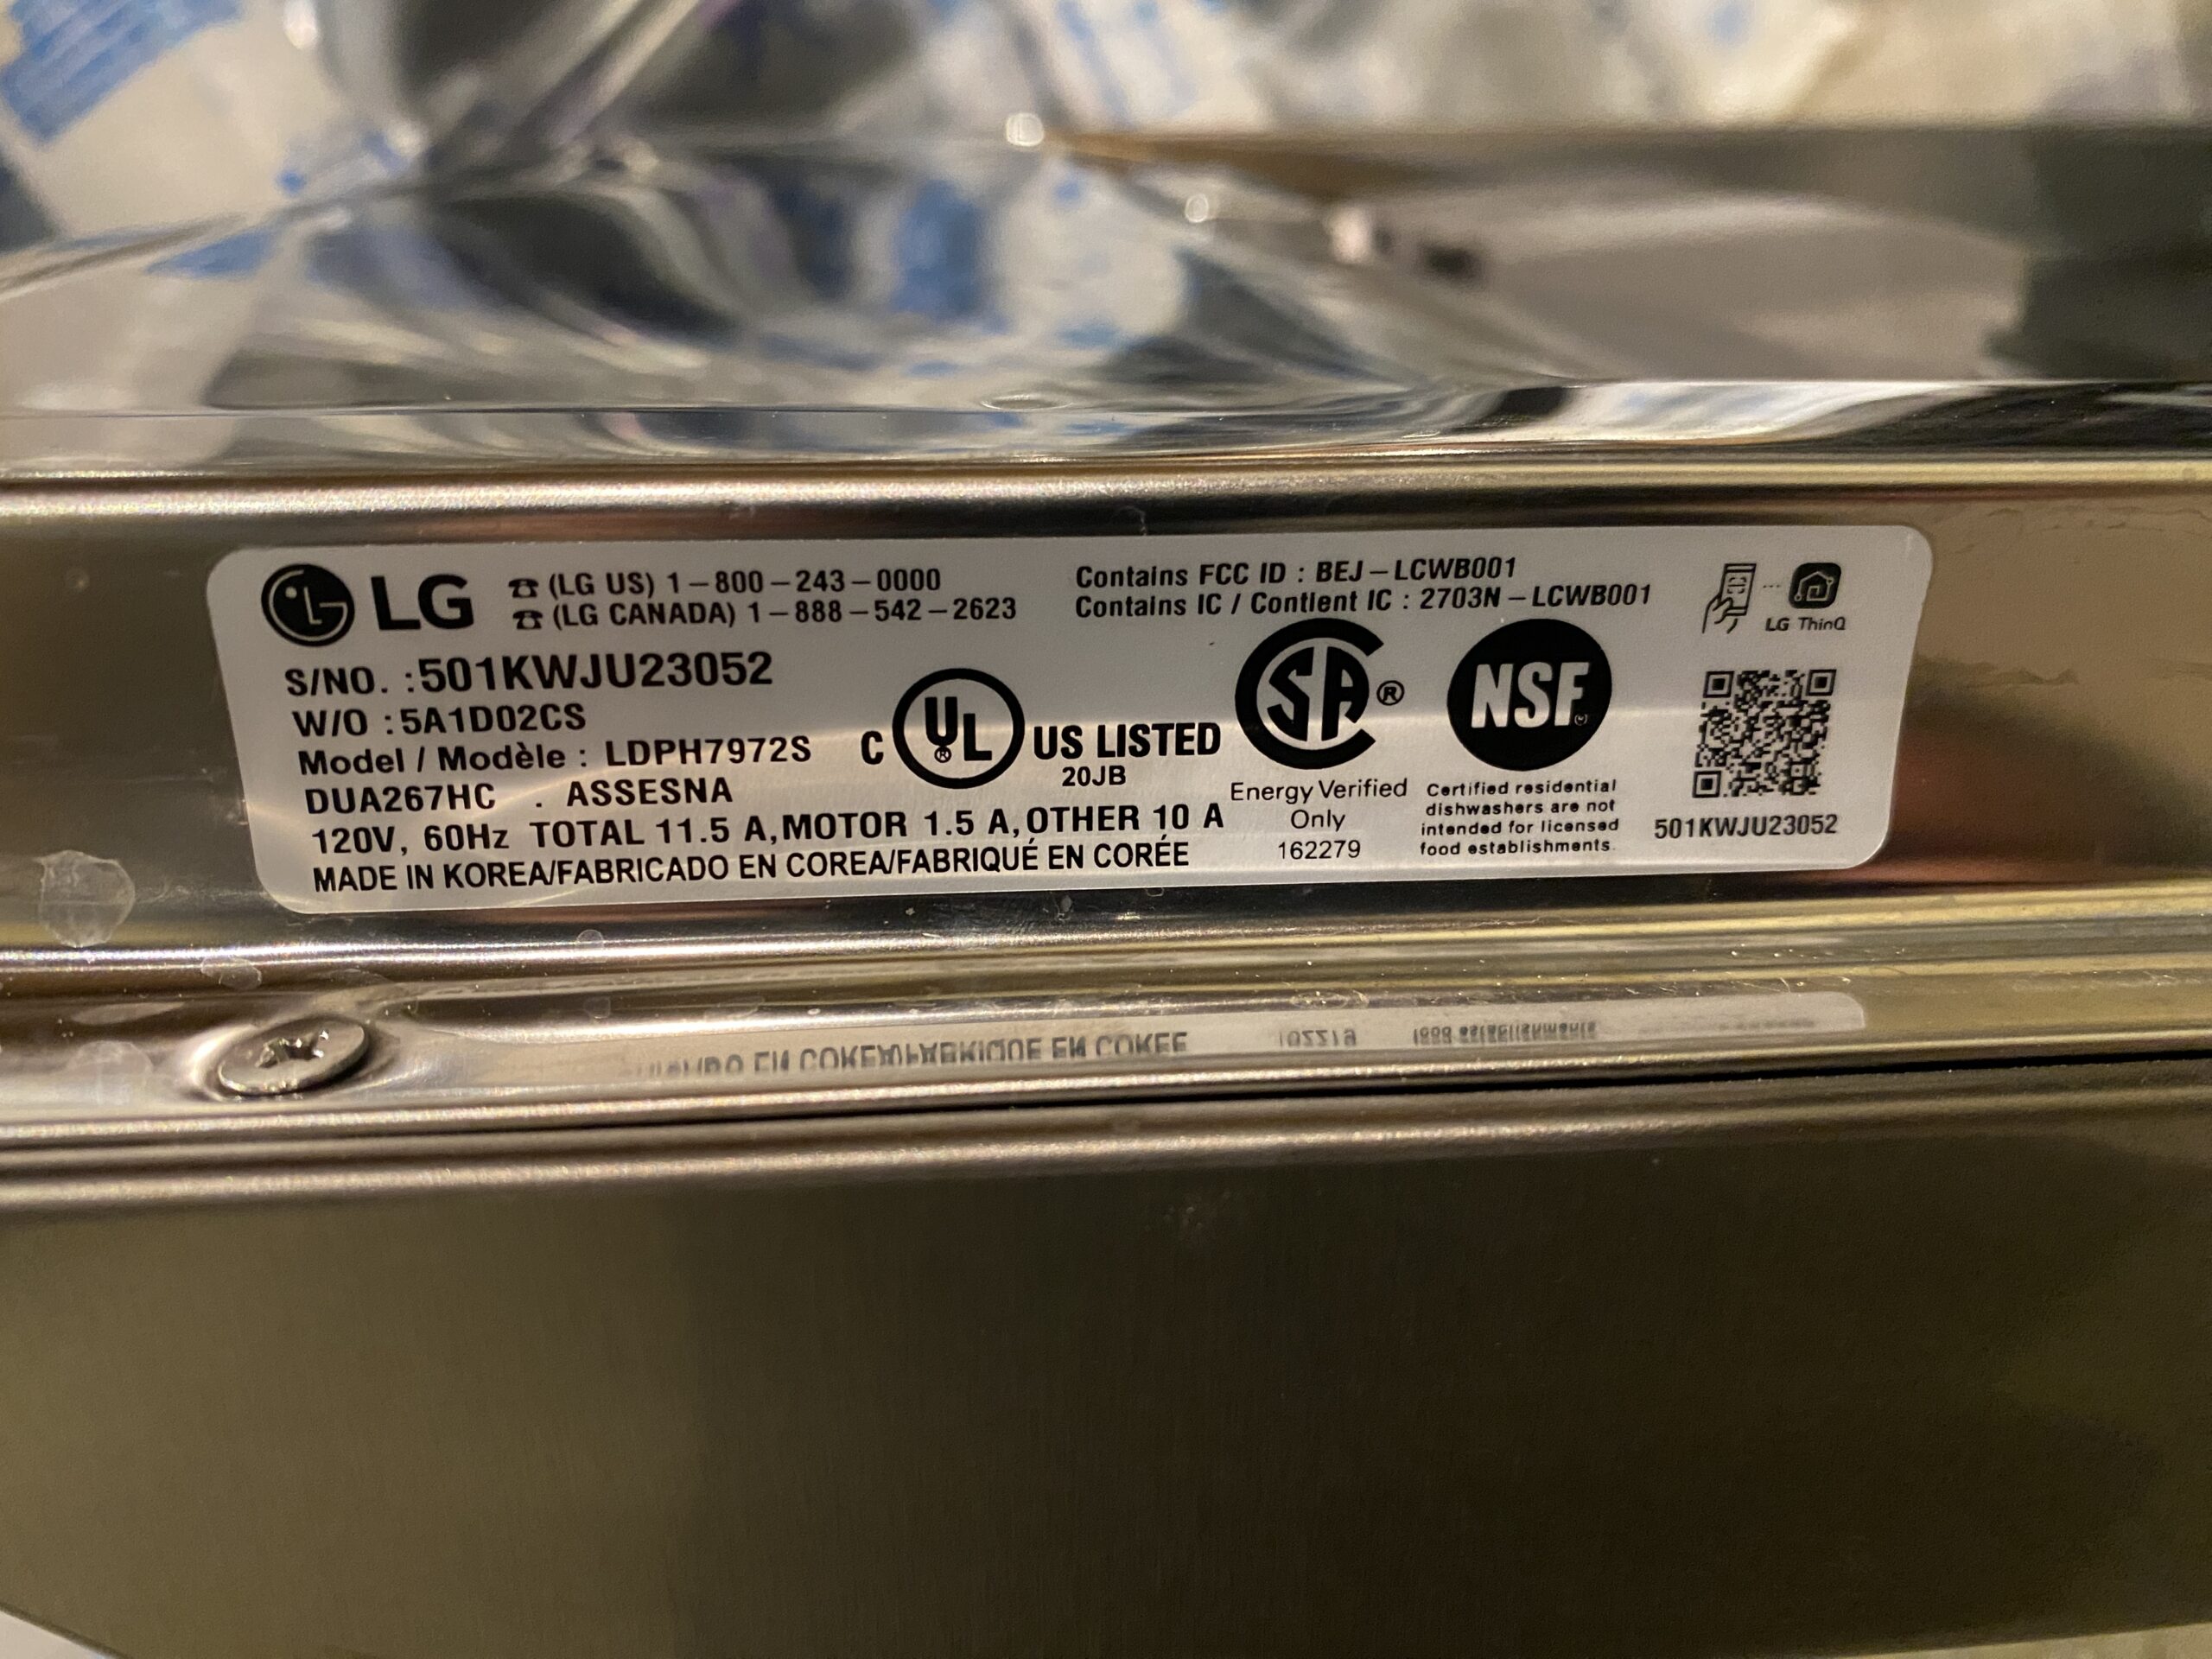 LG
☎ (LG US) 1-800-243-0000
☎ (LG CANADA) 1-888-542-2623
Contains FCC ID : BEJ-LCWB001
Contains IC / Contient IC : 2703N-LCWB001
LG ThinQ
S/NO. :501KWJU23052
W/O :5A1D02CS
Model / Modèle : LDPH7972S
DUA267HC . ASSESNA
120V, 60Hz TOTAL 11.5 A,MOTOR 1.5 A,OTHER 10 A
MADE IN KOREA/FABRICADO EN COREA/FABRIQUÉ EN CORÉE
C UL® US LISTED
20JB
SA®
Energy Verified
Only
162279
NSF
Certified residential
dishwashers are not
intended for licensed
food establishments.
501KWJU23052